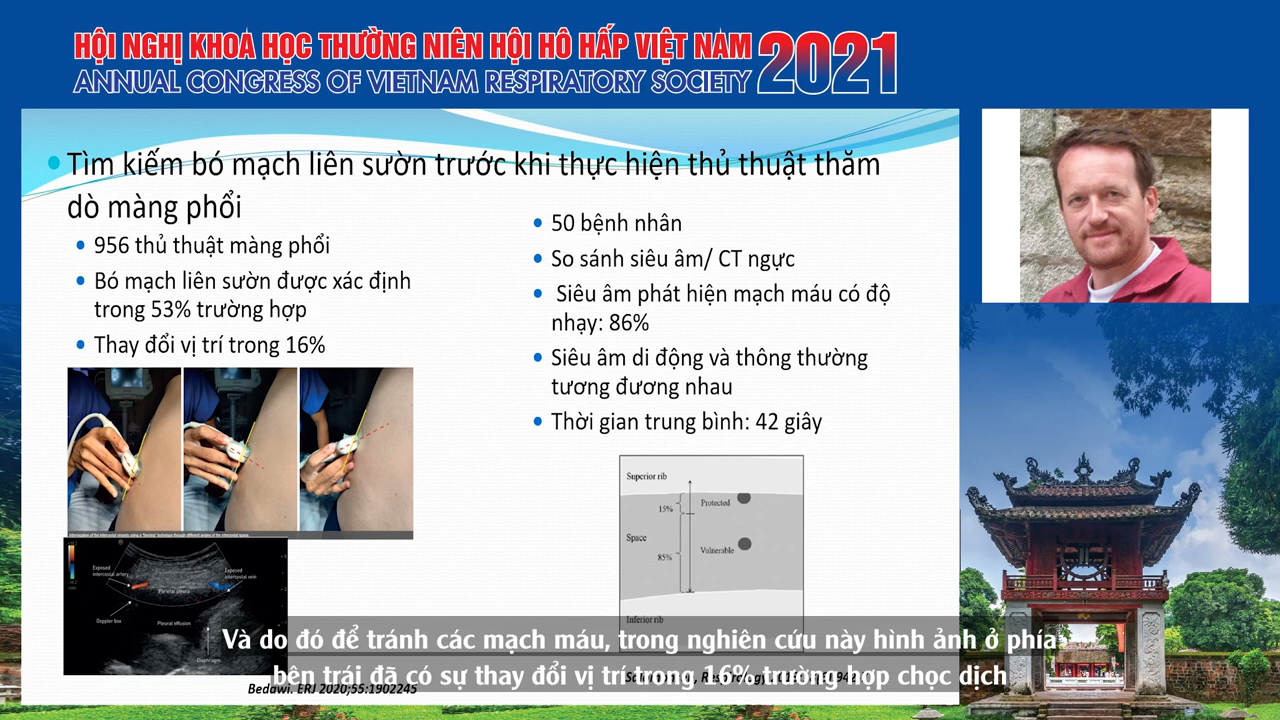 HỘI NGHỊ KHOA HỌC THƯỜNG NIÊN HỘI HÔ HẤP VIỆT NAM 2021
ANNUAL CONGRESS OF VIETNAM RESPIRATORY SOCIETY
Tìm kiếm bó mạch liên sườn trước khi thực hiện thủ thuật thăm
dò màng phổi
956 thủ thuật màng phổi
Bó mạch liên sườn được xác định
trong 53% trường hợp
Thay đổi vị trí trong 16%
50 bệnh nhân
So sánh siêu âm/ CT ngực
Siêu âm phát hiện mạch máu có độ
nhạy: 86%
Siêu âm di động và thông thường
tương đương nhau
Thời gian trung bình: 42 giây
Exposed
intercostal artery
Exposed
intercostal vein
Parietal pleura
Doppler box
Pleural effusion
Diaphragm
Superior rib
15%
Protected
Space
Vulnerable
85%
Inferior rib
Và do đó để tránh các mạch máu, trong nghiên cứu này hình ảnh ở phía
bên trái đã có sự thay đổi vị trí trong 16% trường hợp chọc dịch
Bedawi. ERJ 2020;55:1902245